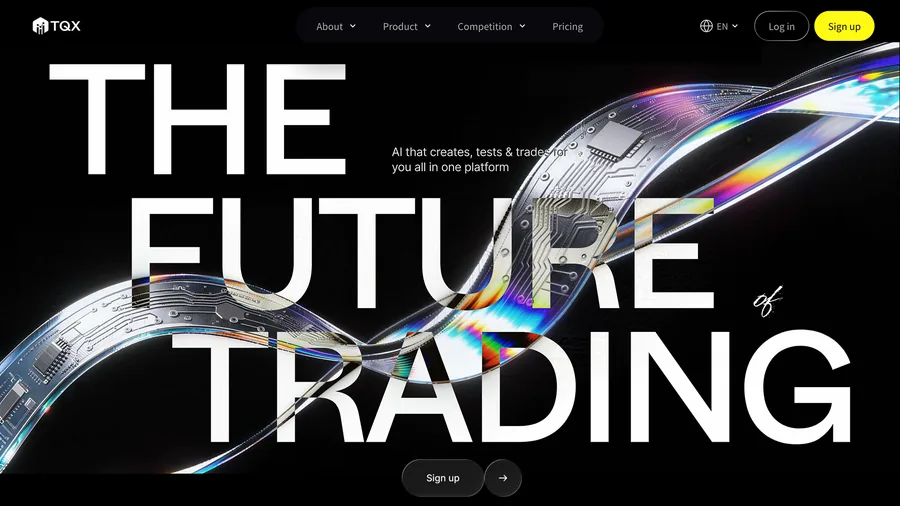 TQX
About
Product
Competition
Pricing
EN
Log in
Sign up
THE
AI that creates, tests & trades for
you all in one platform
FUTURE
of
TRADING
Sign up